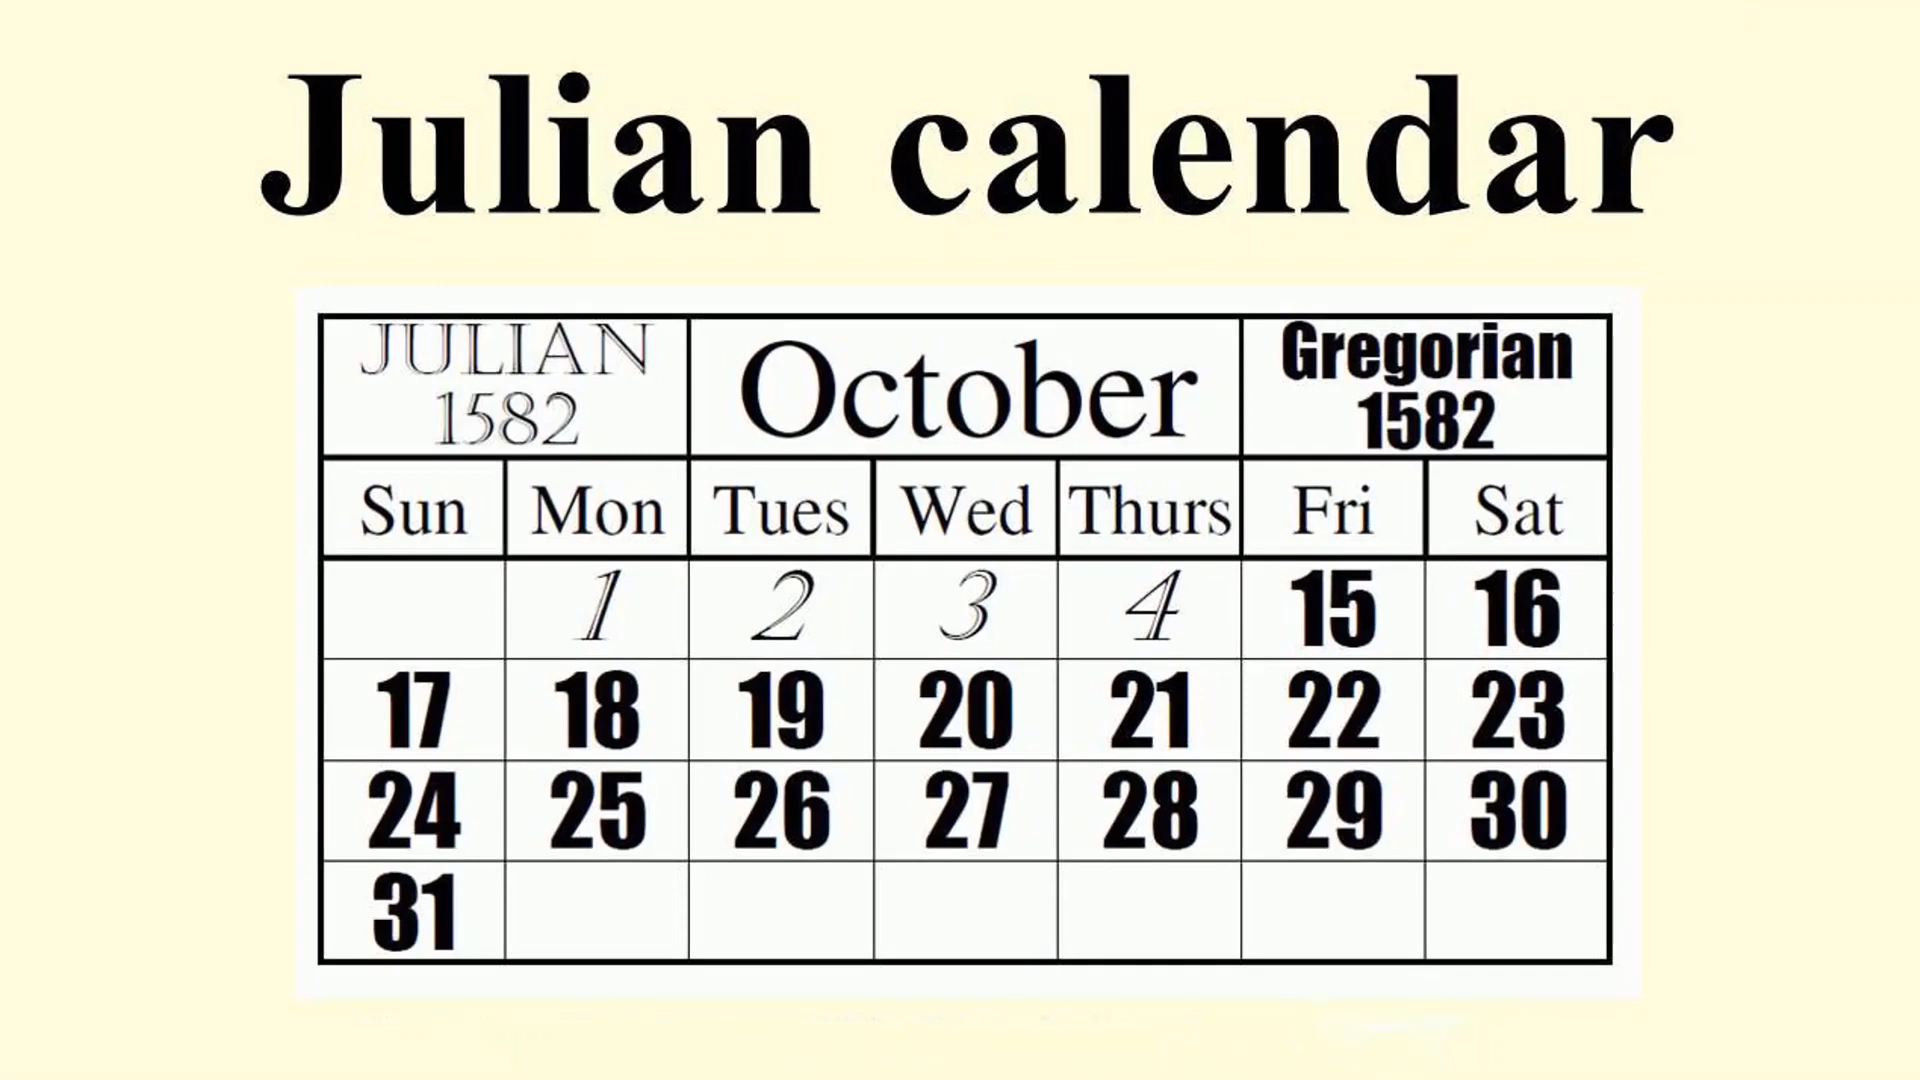 Julian calendar
JULIAN
1582
October
Gregorian
1582
Sun Mon Tues Wed Thurs Fri Sat
1 2 3 4 15 16
17 18 19 20 21 22 23
24 25 26 27 28 29 30
31